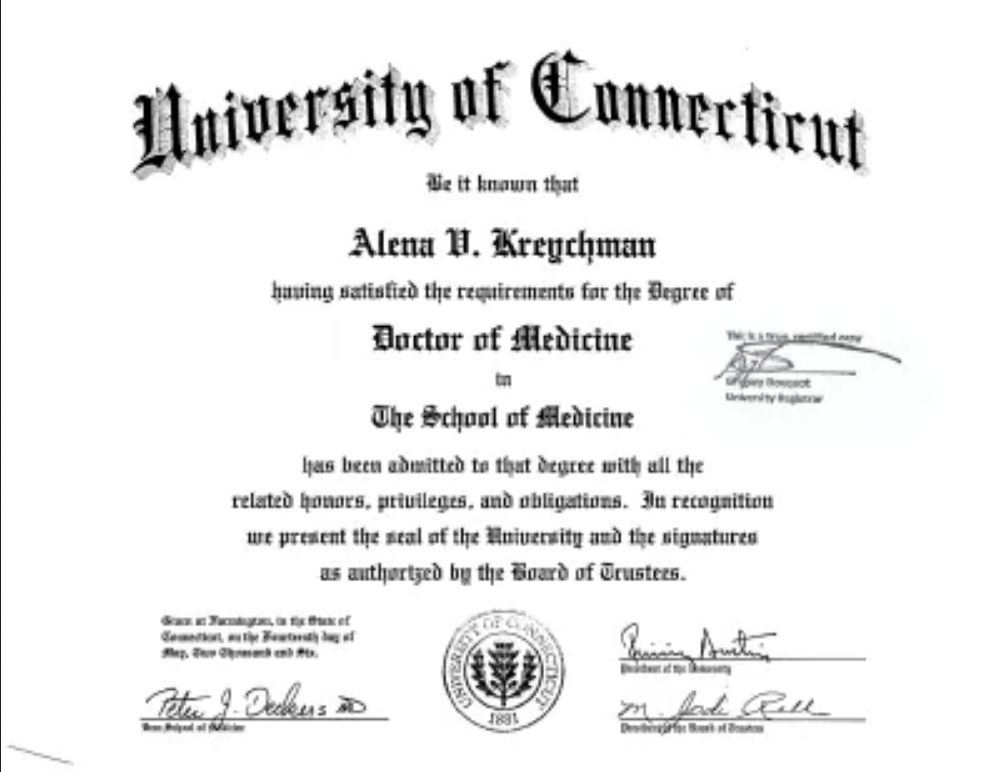 University of Connecticut
Be it known that
Alena V. Kreychman
having satisfied the requirements for the Degree of
Doctor of Medicine
in
The School of Medicine
This is a true, certified copy
University Registrar
has been admitted to that degree with all the
related honors, privileges, and obligations. In recognition
we present the seal of the University and the signatures
as authorized by the Board of Trustees.
Given at Farmington, in the State of
Connecticut, on the Fourteenth day of
May, Two Thousand and Six.
Peter J. Deckers MD
Dean School of Medicine
UNIVERSITY OF CONNECTICUT
1881
President of the University
M. Jodi Rell
President of the Board of Trustees